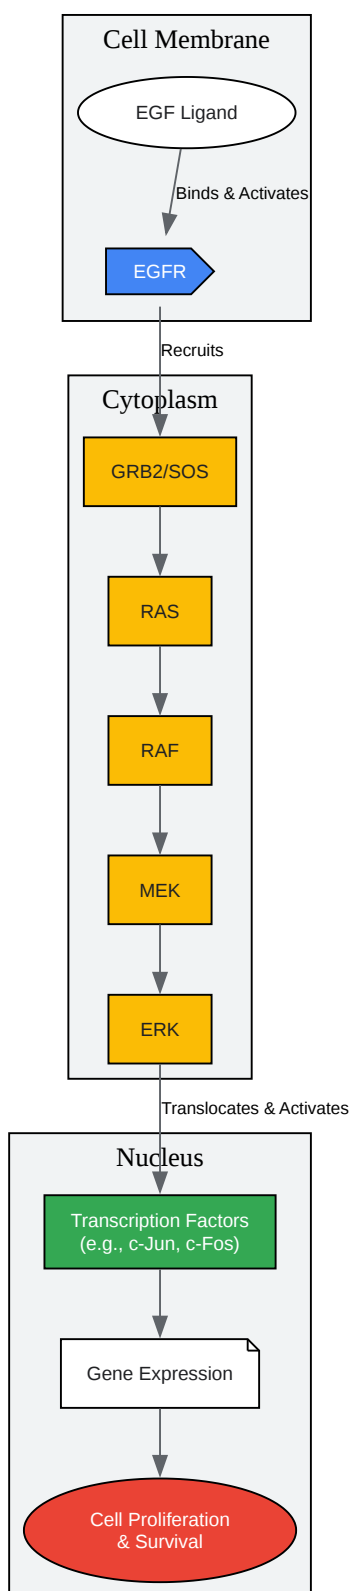 Cell Membrane
EGF Ligand
Binds & Activates
EGFR
Recruits
Cytoplasm
GRB2/SOS
RAS
RAF
MEK
ERK
Translocates & Activates
Nucleus
Transcription Factors
(e.g., c-Jun, c-Fos)
Gene Expression
Cell Proliferation
& Survival